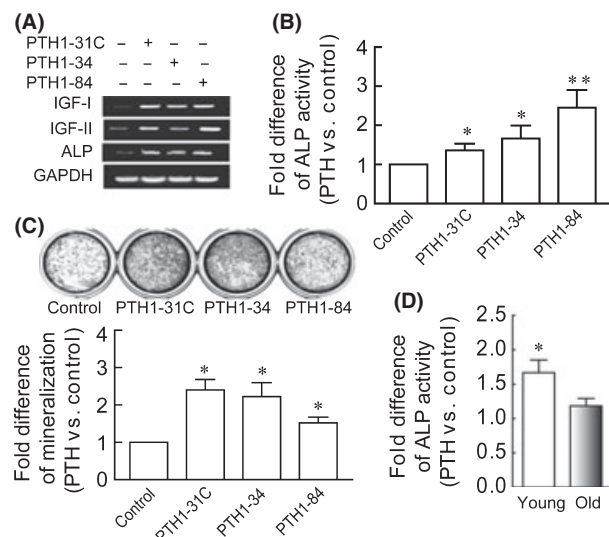 (A)
PTH1-31C – + – –
PTH1-34 – – + –
PTH1-84 – – – +
IGF-I
IGF-II
ALP
GAPDH
(B)
Fold difference
of ALP activity
(PTH vs. control)
4
3
2
1
0
*
*
**
Control
PTH1-31C
PTH1-34
PTH1-84
(C)
Control PTH1-31C PTH1-34 PTH1-84
Fold difference
of mineralization
(PTH vs. control)
4
3
2
1
0
*
*
*
Control
PTH1-31C
PTH1-34
PTH1-84
(D)
Fold difference
of ALP activity
(PTH vs. control)
2.5
2.0
1.5
1.0
0.5
0.0
*
Young Old